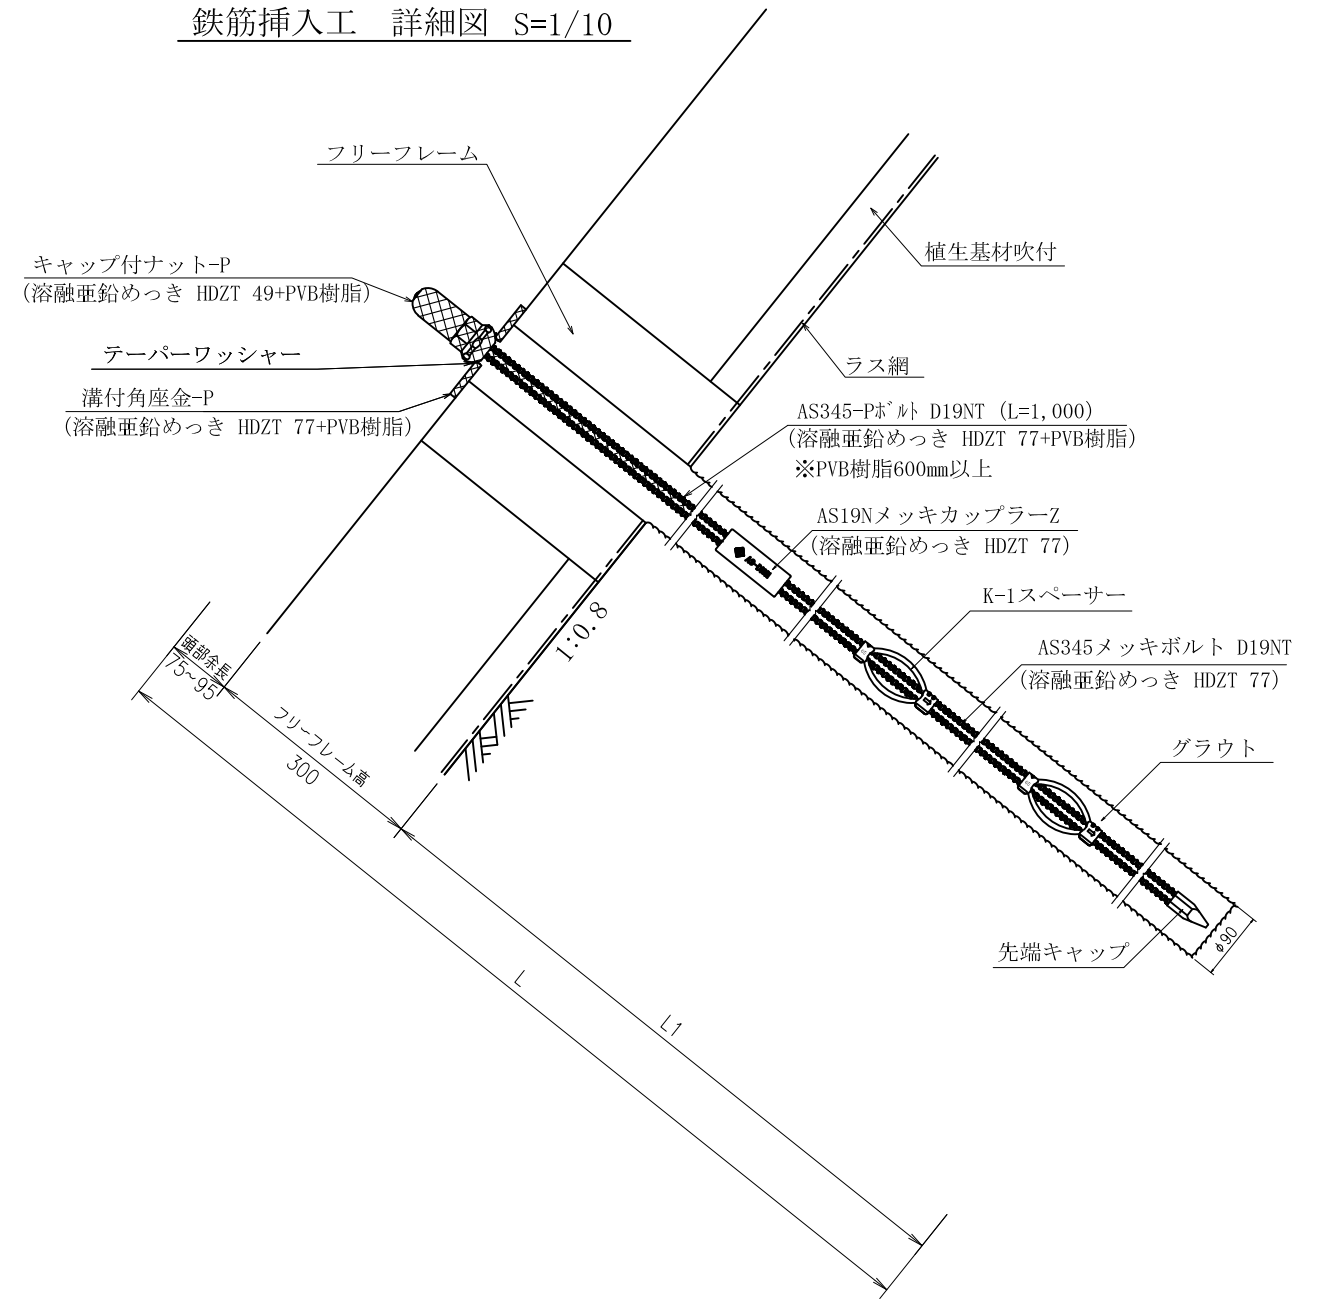 鉄筋挿入工　詳細図 S=1/10
フリーフレーム
植生基材吹付
キャップ付ナット-P
(溶融亜鉛めっき HDZT 49+PVB樹脂)
テーパーワッシャー
ラス網
溝付角座金-P
(溶融亜鉛めっき HDZT 77+PVB樹脂)
AS345-Pボルト D19NT (L=1,000)
(溶融亜鉛めっき HDZT 77+PVB樹脂)
※PVB樹脂600mm以上
AS19NメッキカップラーZ
(溶融亜鉛めっき HDZT 77)
K-1スペーサー
1:0.8
AS345メッキボルト D19NT
(溶融亜鉛めっき HDZT 77)
頭部余長
75~95
フリーフレーム高
300
グラウト
先端キャップ
φ90
L
L1